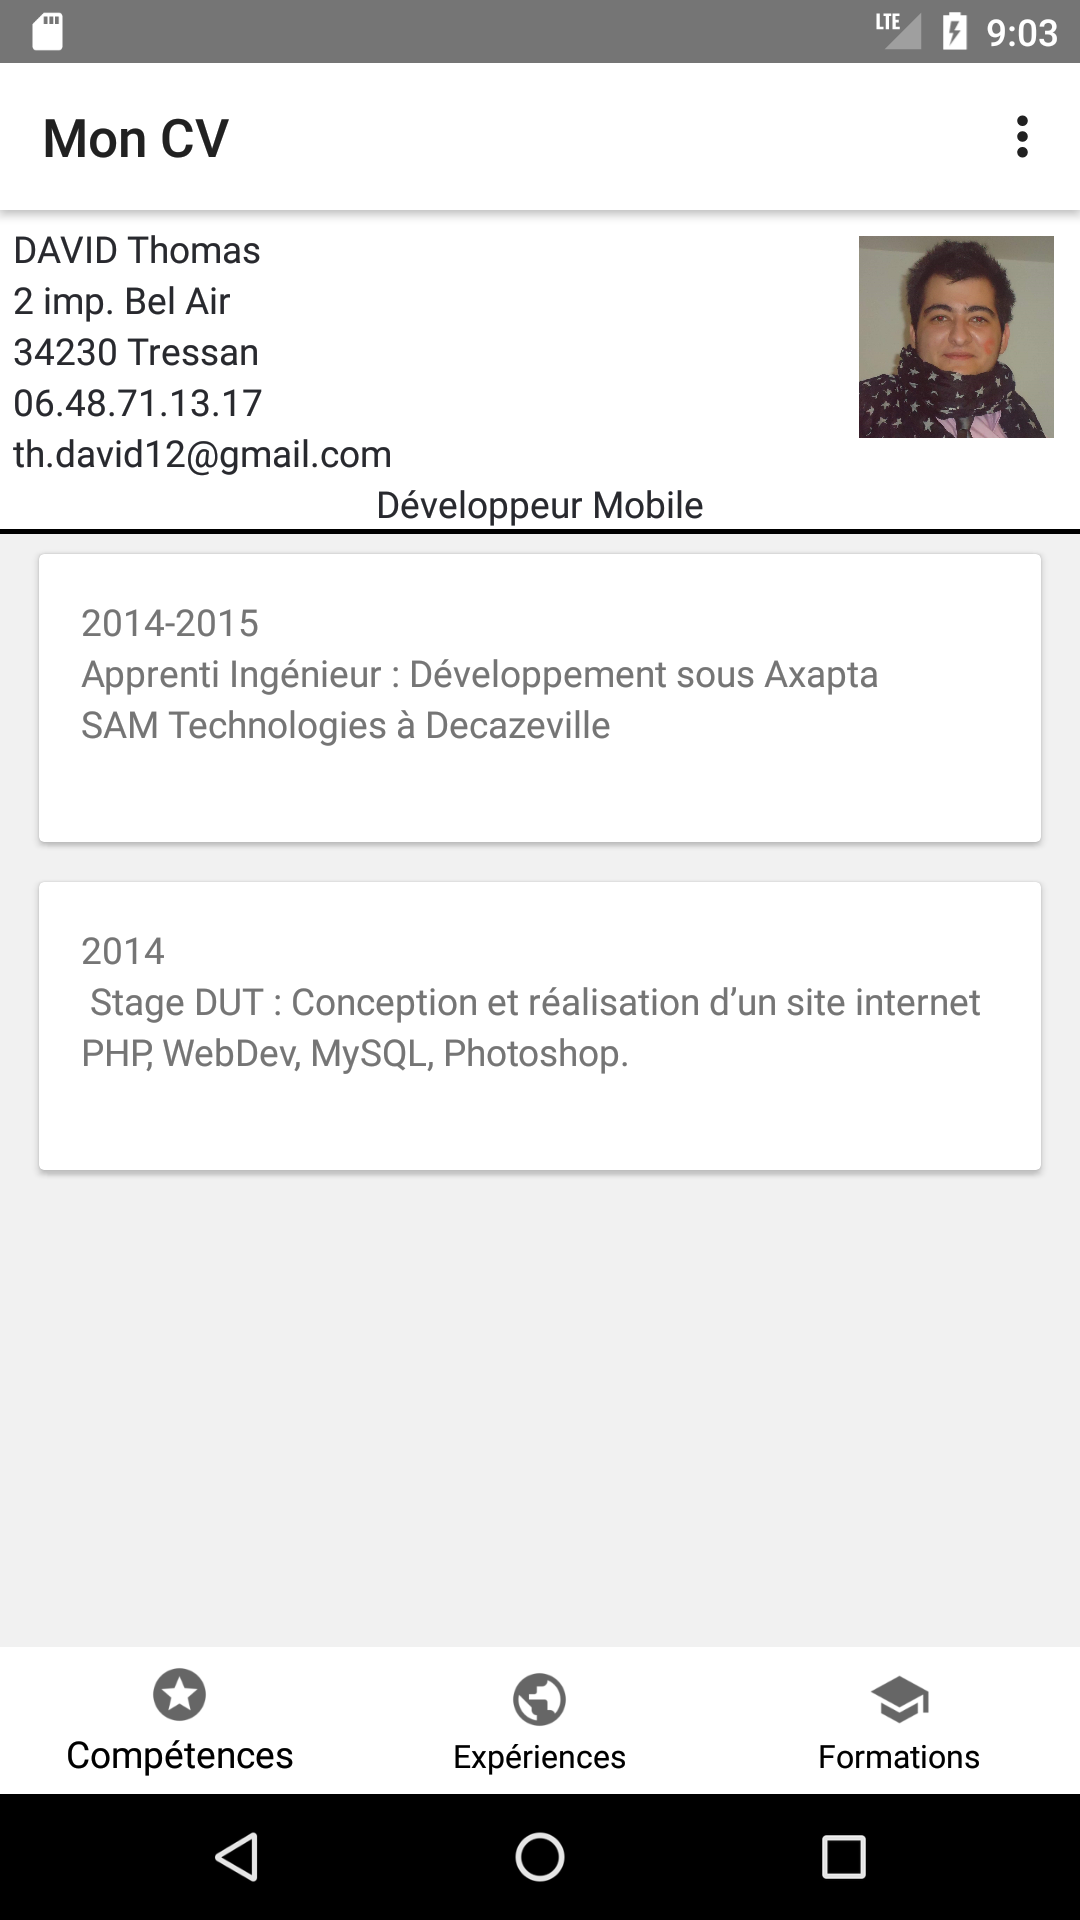 LTE 9:03
Mon CV
DAVID Thomas
2 imp. Bel Air
34230 Tressan
06.48.71.13.17
th.david12@gmail.com
Développeur Mobile
2014-2015
Apprenti Ingénieur : Développement sous Axapta
SAM Technologies à Decazeville
2014
Stage DUT : Conception et réalisation d’un site internet
PHP, WebDev, MySQL, Photoshop.
Compétences Expériences Formations